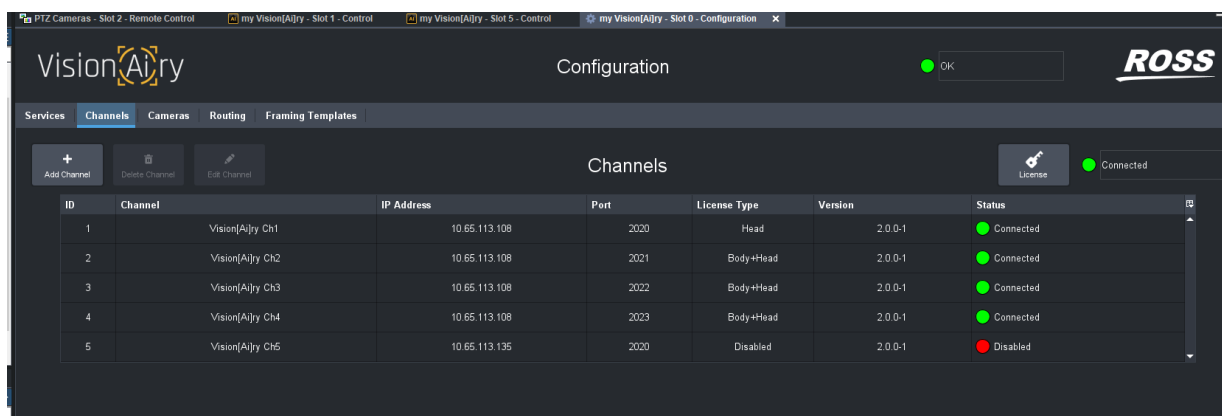 PTZ Cameras - Slot 2 - Remote Control my Vision[Ai]ry - Slot 1 - Control my Vision[Ai]ry - Slot 5 - Control my Vision[Ai]ry - Slot 0 - Configuration X
Vision[Ai]ry Configuration OK ROSS
Services Channels Cameras Routing Framing Templates
Add Channel Delete Channel Edit Channel Channels License Connected
ID Channel IP Address Port License Type Version Status
1 Vision[Ai]ry Ch1 10.65.113.108 2020 Head 2.0.0-1 Connected
2 Vision[Ai]ry Ch2 10.65.113.108 2021 Body+Head 2.0.0-1 Connected
3 Vision[Ai]ry Ch3 10.65.113.108 2022 Body+Head 2.0.0-1 Connected
4 Vision[Ai]ry Ch4 10.65.113.108 2023 Body+Head 2.0.0-1 Connected
5 Vision[Ai]ry Ch5 10.65.113.135 2020 Disabled 2.0.0-1 Disabled